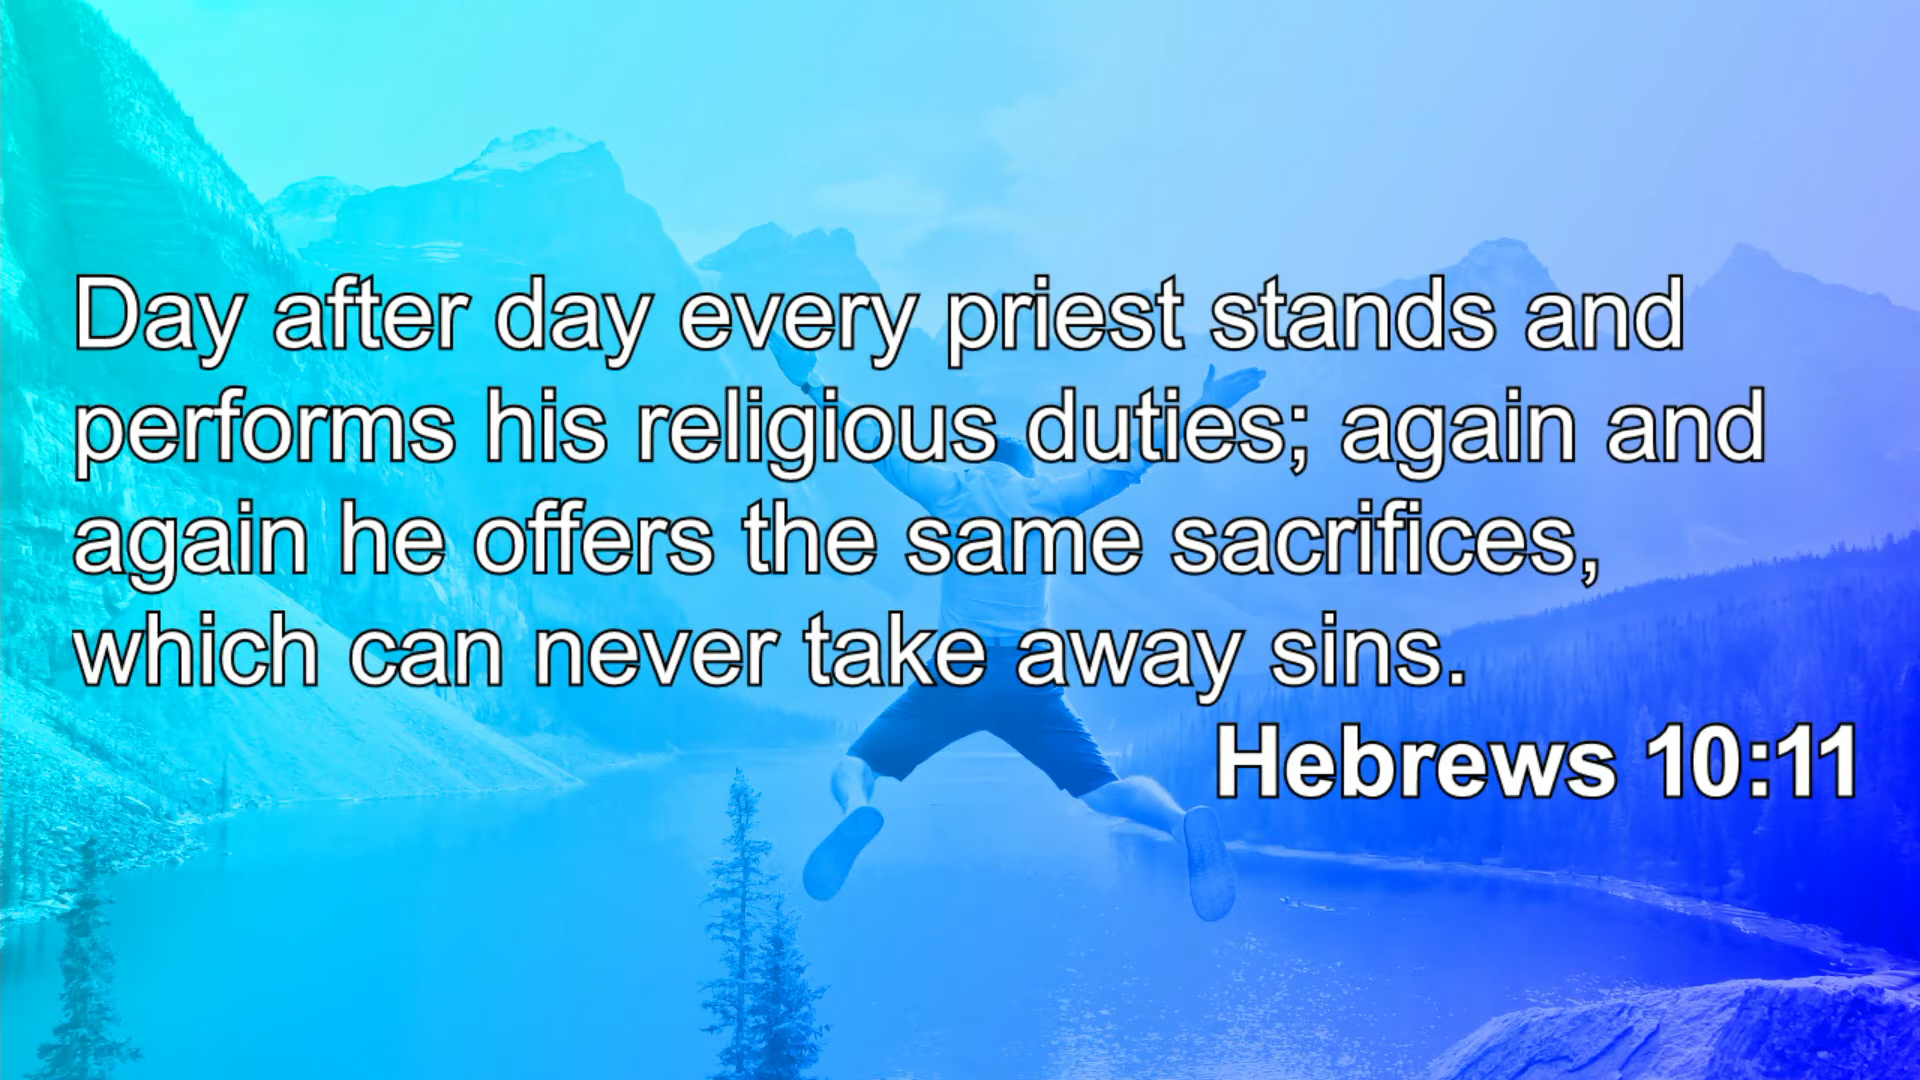 Day after day every priest stands and
performs his religious duties; again and
again he offers the same sacrifices,
which can never take away sins.
Hebrews 10:11